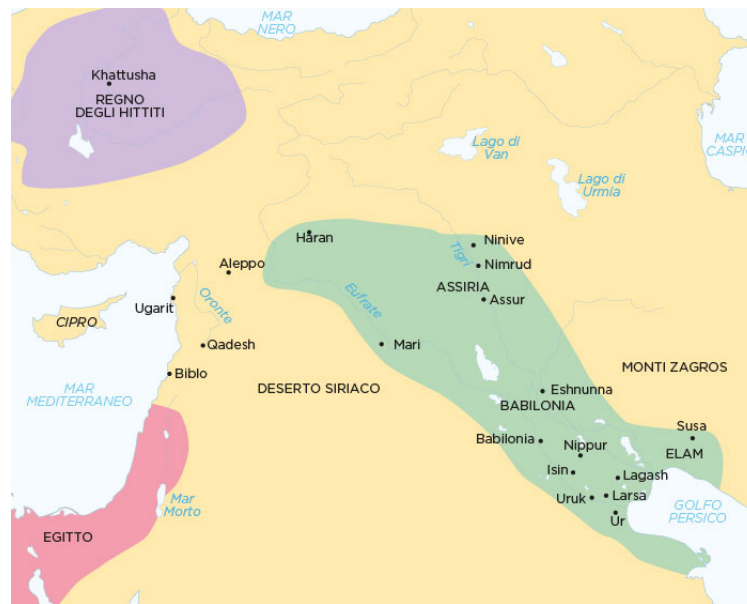 MAR
NERO
Khattusha
REGNO
DEGLI HITTITI
MAR
CASPIO
Lago di
Van
Lago di
Urmia
Haran
Ninive
Tigri
Nimrud
Aleppo
ASSIRIA
Assur
Eufrate
Ugarit
Oronte
CIPRO
Qadesh
Mari
Biblo
MAR
MEDITERRANEO
DESERTO SIRIACO
MONTI ZAGROS
Eshnunna
BABILONIA
Susa
Babilonia
Nippur
ELAM
Isin
Lagash
Mar
Morto
Uruk
Larsa
GOLFO
PERSICO
Ur
EGITTO